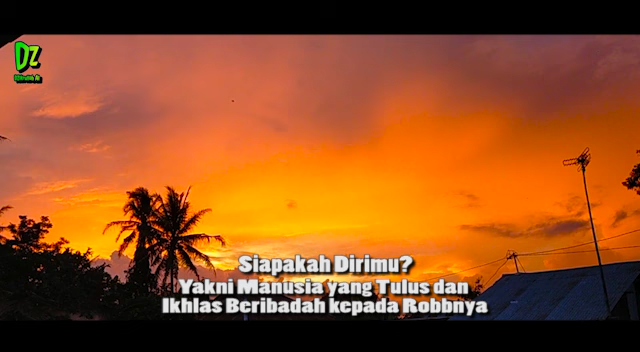 DZ
Siapakah Dirimu?
Yakni Manusia yang Tulus dan
Ikhlas Beribadah kepada Robbnya